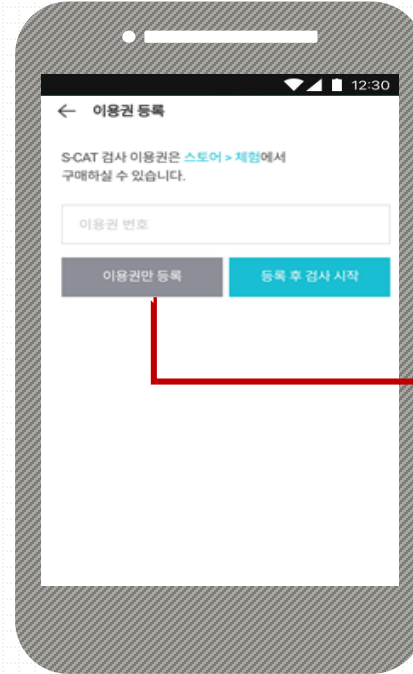 12:30
← 이용권 등록
S-CAT 검사 이용권은 스토어 > 체험에서
구매하실 수 있습니다.
이용권 번호
이용권만 등록
등록 후 검사 시작